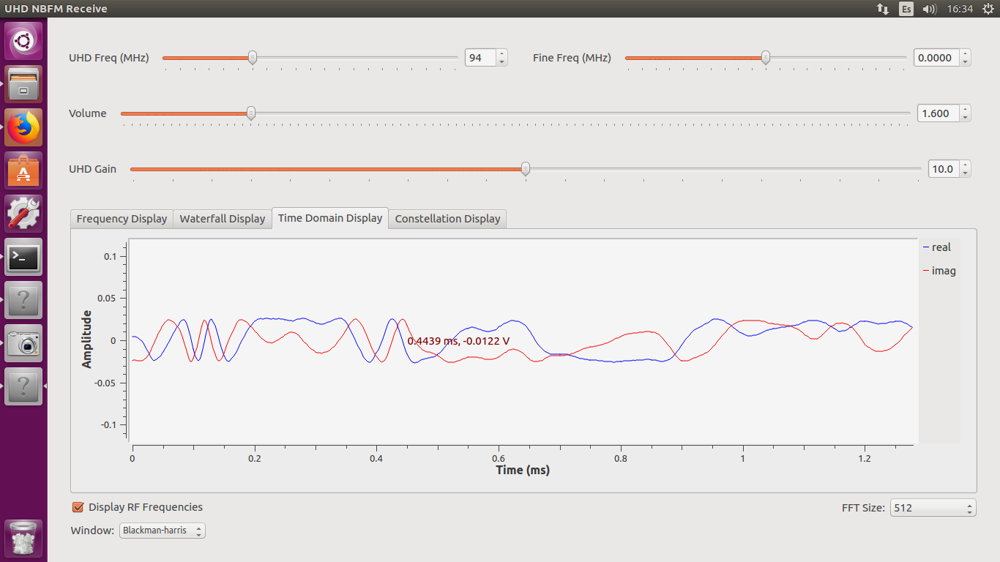 UHD NBFM Receive
Es
16:34
UHD Freq (MHz)
94
Fine Freq (MHz)
0.0000
Volume
1.600
UHD Gain
10.0
Frequency Display
Waterfall Display
Time Domain Display
Constellation Display
real
imag
0.1
0.05
0
-0.05
-0.1
Amplitude
0.4439 ms, -0.0122 V
0
0.2
0.4
0.6
0.8
1
1.2
Time (ms)
Display RF Frequencies
FFT Size:
512
Window:
Blackman-harris